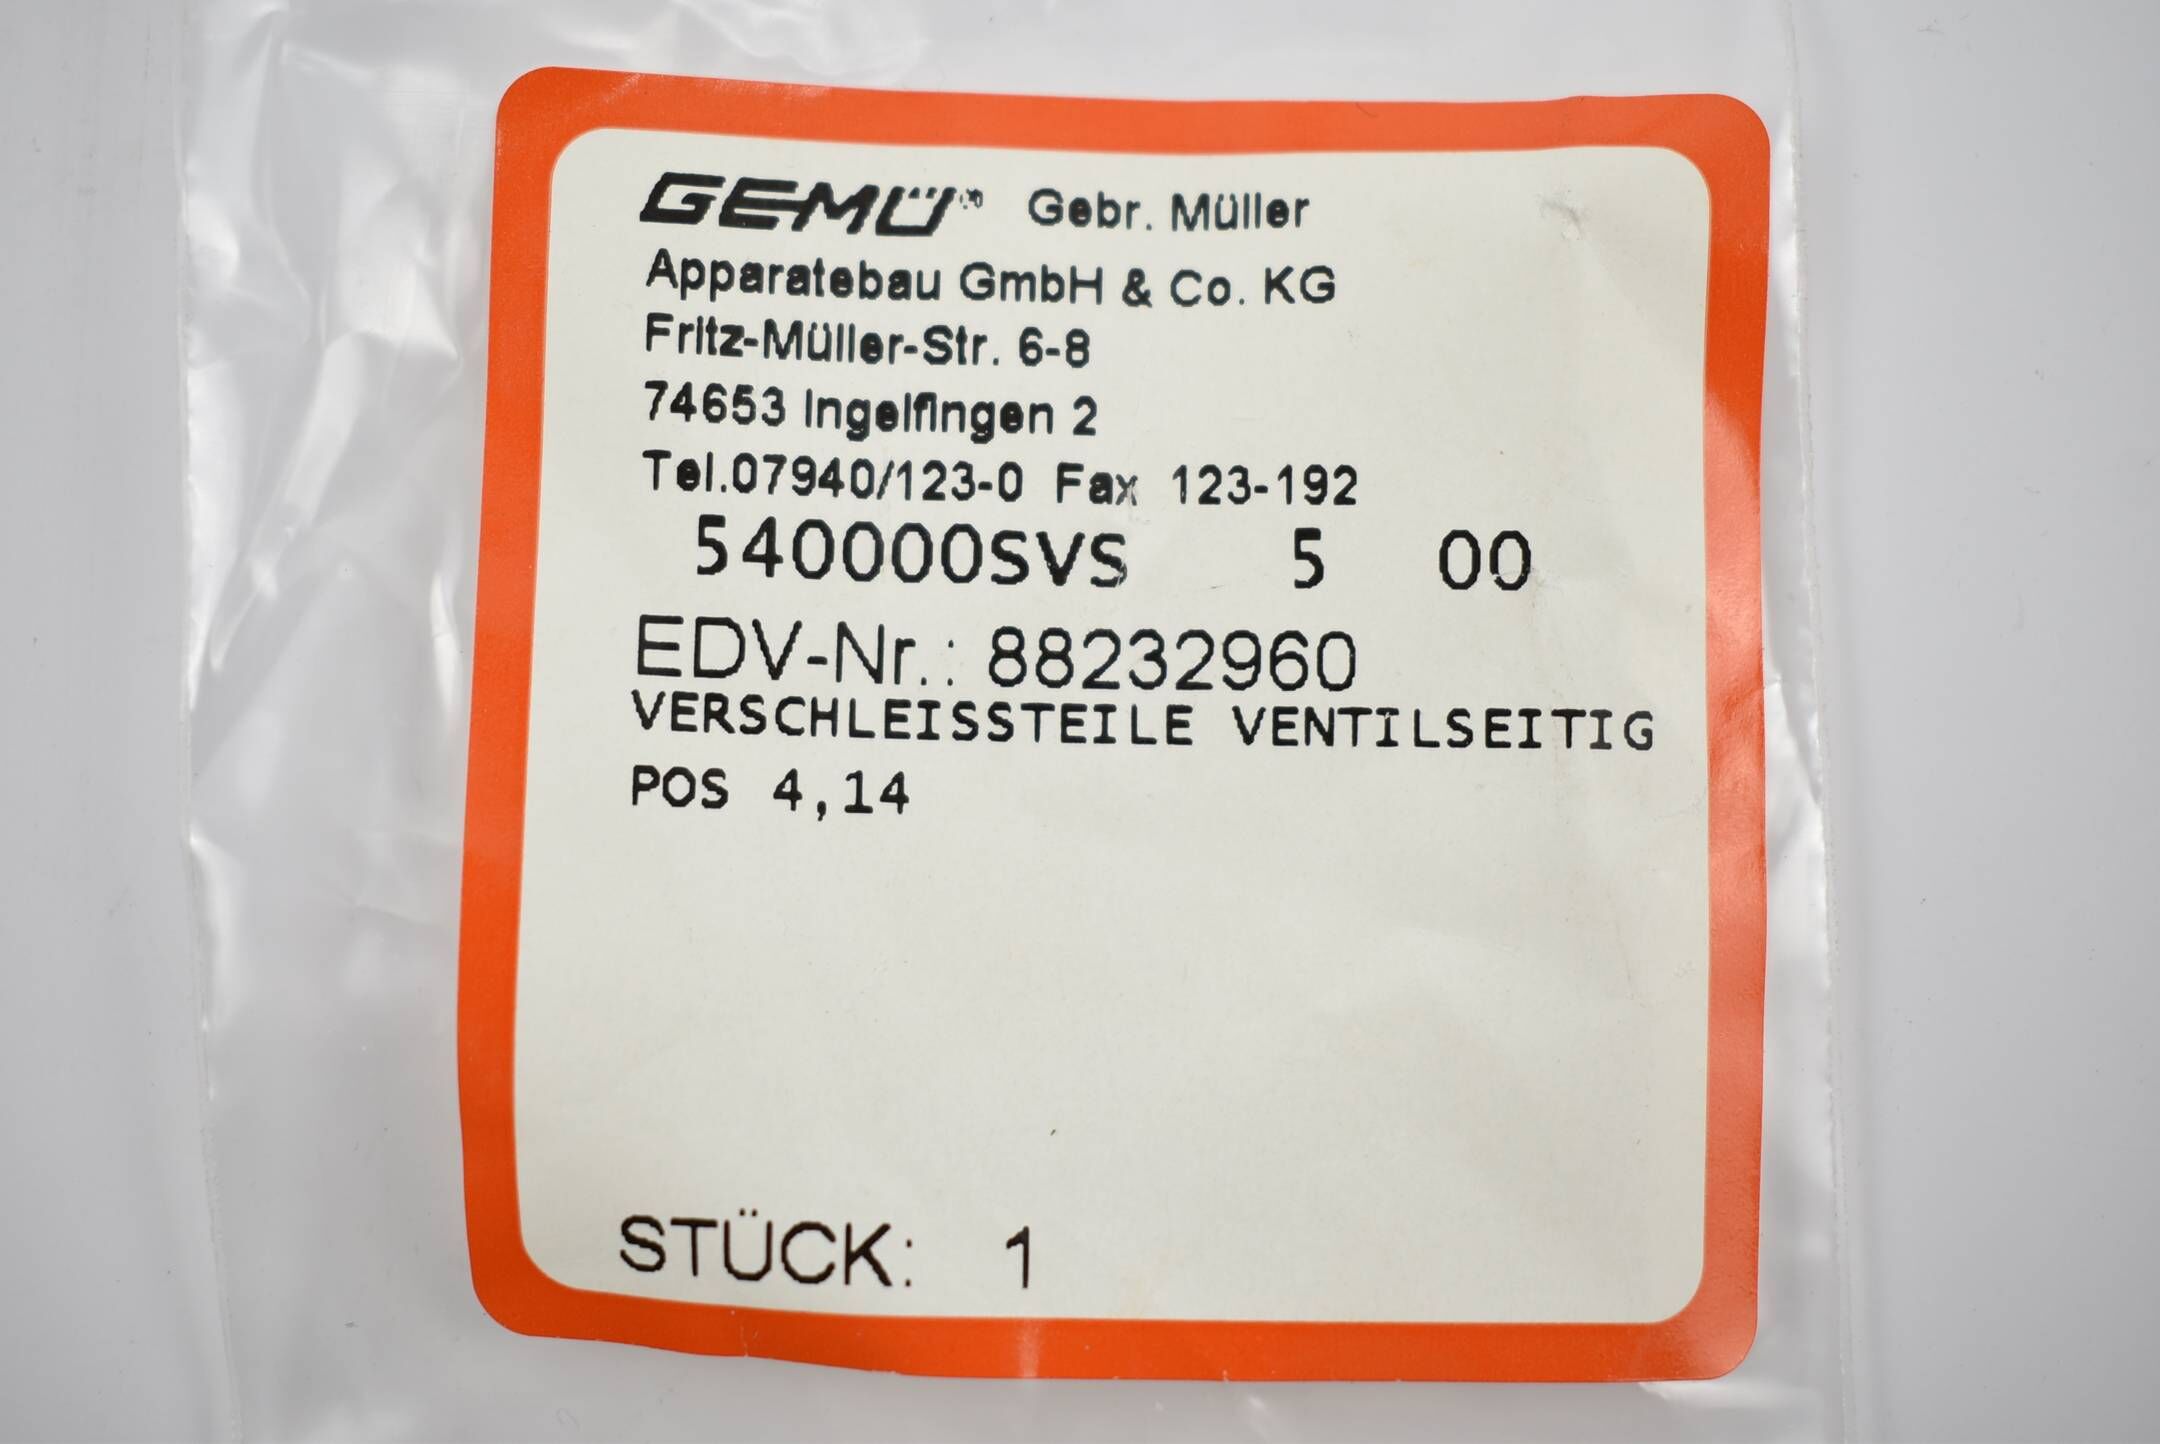 GEMÜ® Gebr. Müller
Apparatebau GmbH & Co. KG
Fritz-Müller-Str. 6-8
74653 Ingelfingen 2
Tel.07940/123-0 Fax 123-192
540000SVS 5 00
EDV-Nr.: 88232960
VERSCHLEISSTEILE VENTILSEITIG
POS 4,14
STÜCK: 1